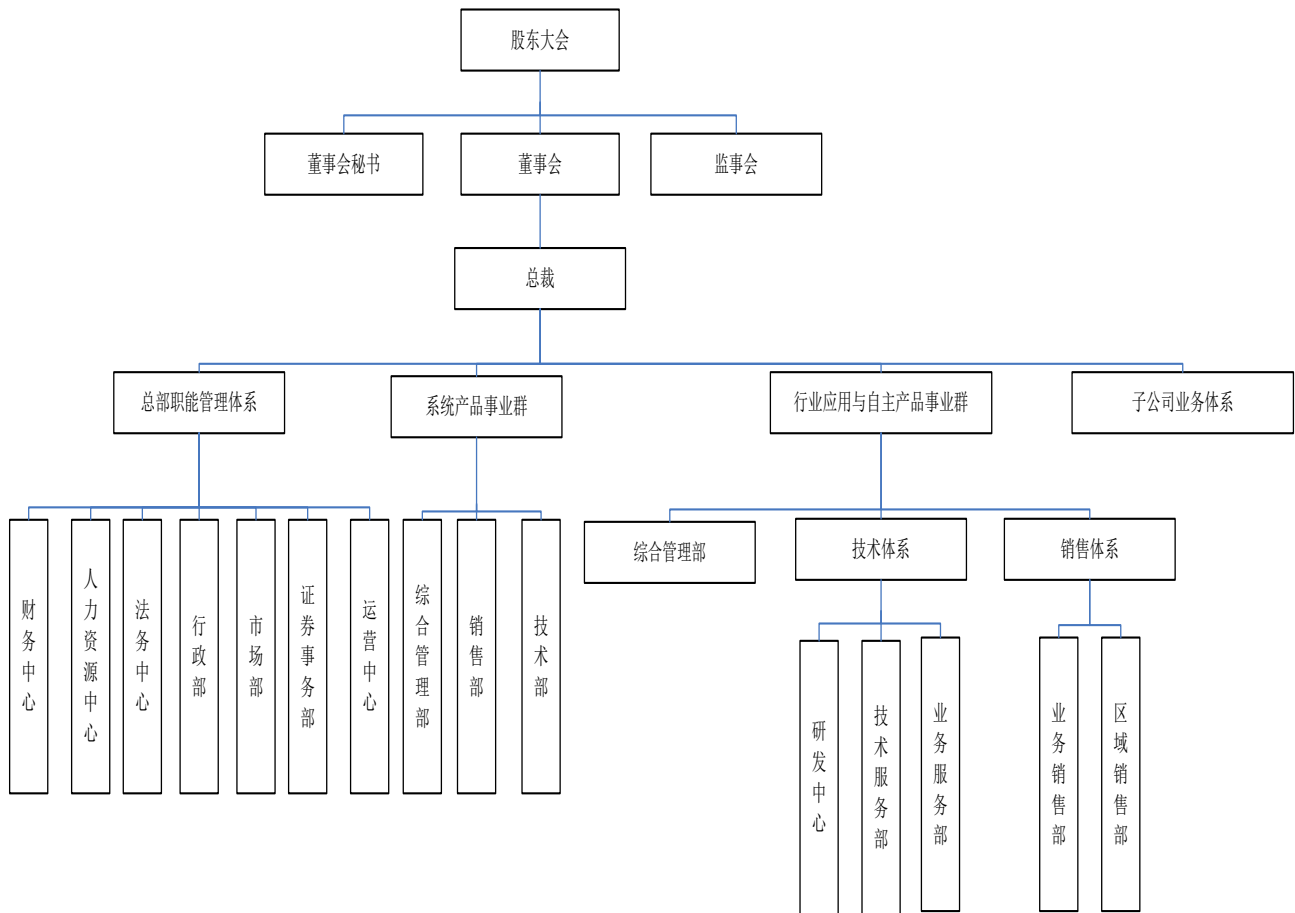 股东大会
董事会秘书
董事会
监事会
总裁
总部职能管理体系
系统产品事业群
行业应用与自主产品事业群
子公司业务体系
财务中心
人力资源中心
法务中心
行政部
市场部
证券事务部
运营中心
综合管理部
销售部
技术部
综合管理部
技术体系
销售体系
研发中心
技术服务部
业务服务部
业务销售部
区域销售部